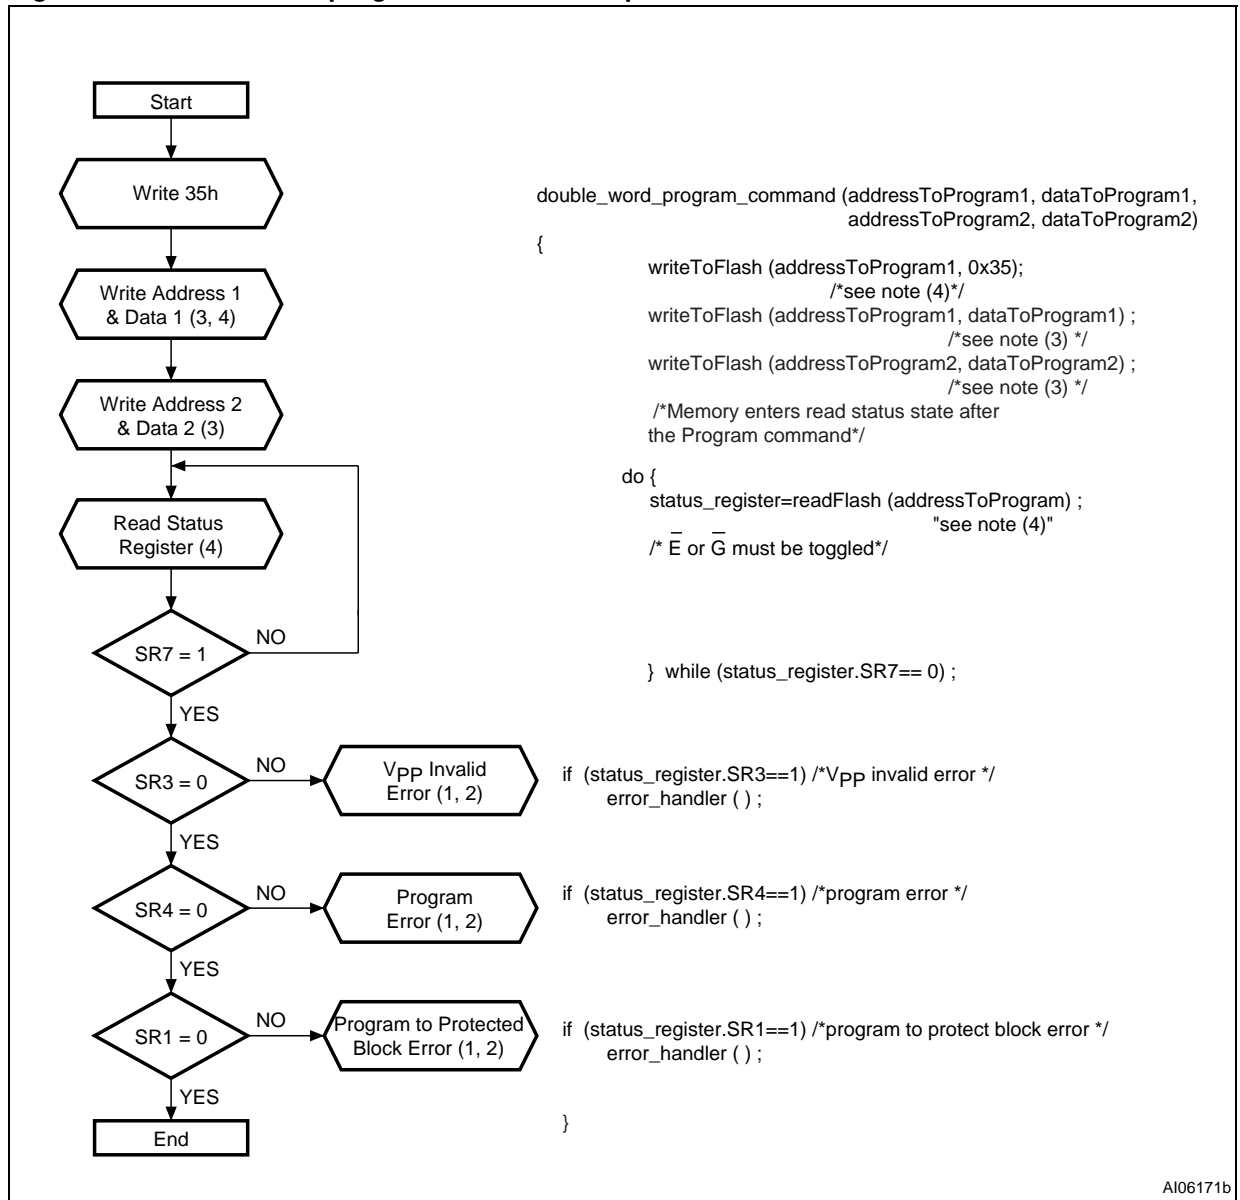 Start
Write 35h
Write Address 1
& Data 1 (3, 4)
Write Address 2
& Data 2 (3)
Read Status
Register (4)
SR7 = 1
NO
YES
SR3 = 0
NO
VPP Invalid
Error (1, 2)
YES
SR4 = 0
NO
Program
Error (1, 2)
YES
SR1 = 0
NO
Program to Protected
Block Error (1, 2)
YES
End
double_word_program_command (addressToProgram1, dataToProgram1,
addressToProgram2, dataToProgram2)
{
writeToFlash (addressToProgram1, 0x35);
/*see note (4)*/
writeToFlash (addressToProgram1, dataToProgram1) ;
/*see note (3) */
writeToFlash (addressToProgram2, dataToProgram2) ;
/*see note (3) */
/*Memory enters read status state after
the Program command*/
do {
status_register=readFlash (addressToProgram) ;
"see note (4)"
/* E̅ or G̅ must be toggled*/
} while (status_register.SR7== 0) ;
if (status_register.SR3==1) /*VPP invalid error */
error_handler ( ) ;
if (status_register.SR4==1) /*program error */
error_handler ( ) ;
if (status_register.SR1==1) /*program to protect block error */
error_handler ( ) ;
}
AI06171b